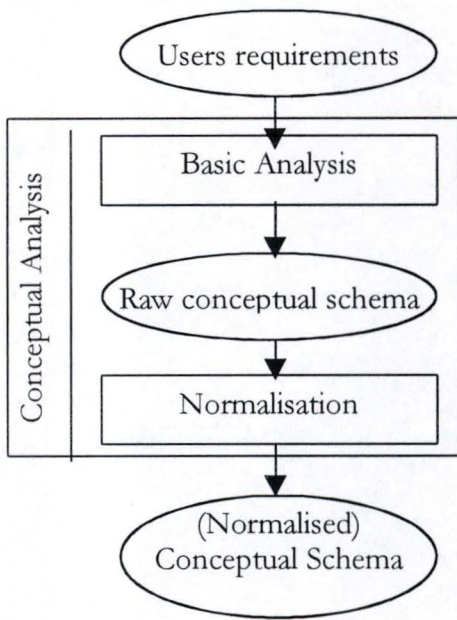 Users requirements
Conceptual Analysis
Basic Analysis
Raw conceptual schema
Normalisation
(Normalised)
Conceptual Schema